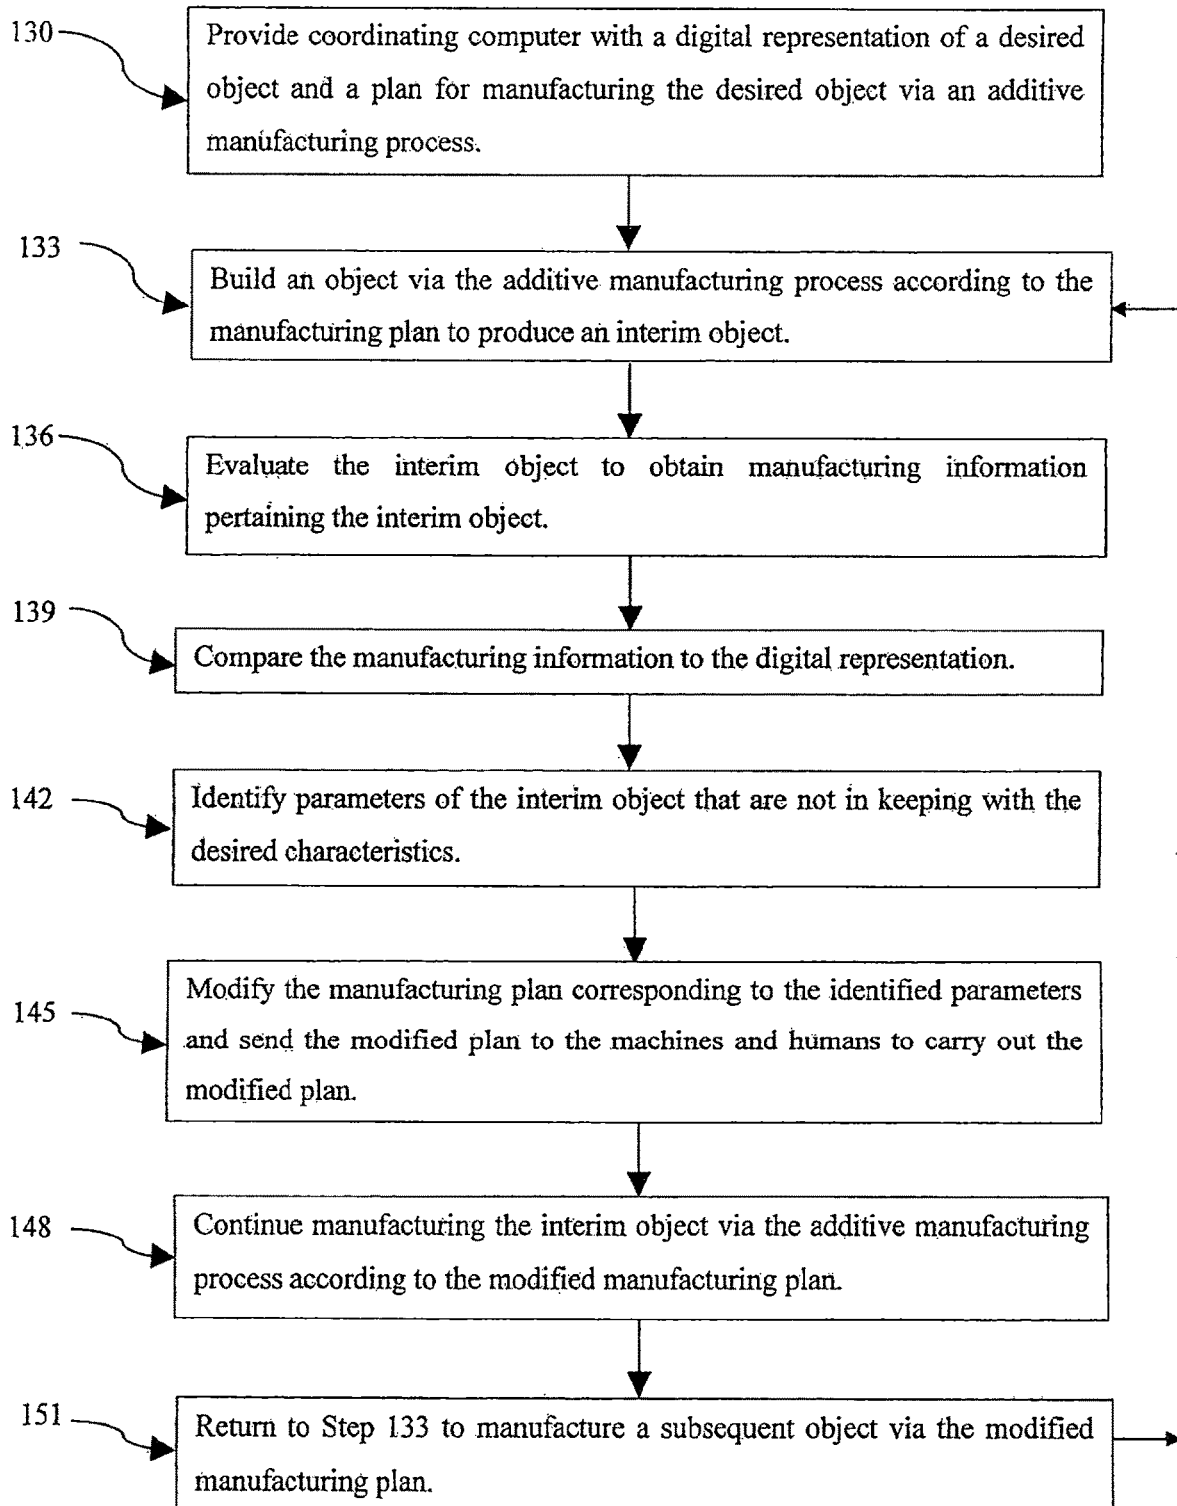 130
Provide coordinating computer with a digital representation of a desired
object and a plan for manufacturing the desired object via an additive
manufacturing process.
133
Build an object via the additive manufacturing process according to the
manufacturing plan to produce an interim object.
136
Evaluate the interim object to obtain manufacturing information
pertaining the interim object.
139
Compare the manufacturing information to the digital representation.
142
Identify parameters of the interim object that are not in keeping with the
desired characteristics.
145
Modify the manufacturing plan corresponding to the identified parameters
and send the modified plan to the machines and humans to carry out the
modified plan.
148
Continue manufacturing the interim object via the additive manufacturing
process according to the modified manufacturing plan.
151
Return to Step 133 to manufacture a subsequent object via the modified
manufacturing plan.